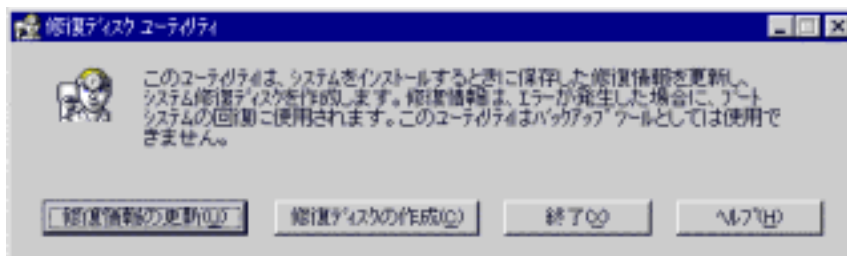 修復ディスク ユーティリティ
このユーティリティは、システムをインストールするときに保存した修復情報を更新し、
システム修復ディスクを作成します。修復情報は、エラーが発生した場合に、ブート
システムの回復に使用されます。このユーティリティはバックアップ ツールとしては使用で
きません。
修復情報の更新(U)
修復ディスクの作成(C)
終了(X)
ヘルプ(H)